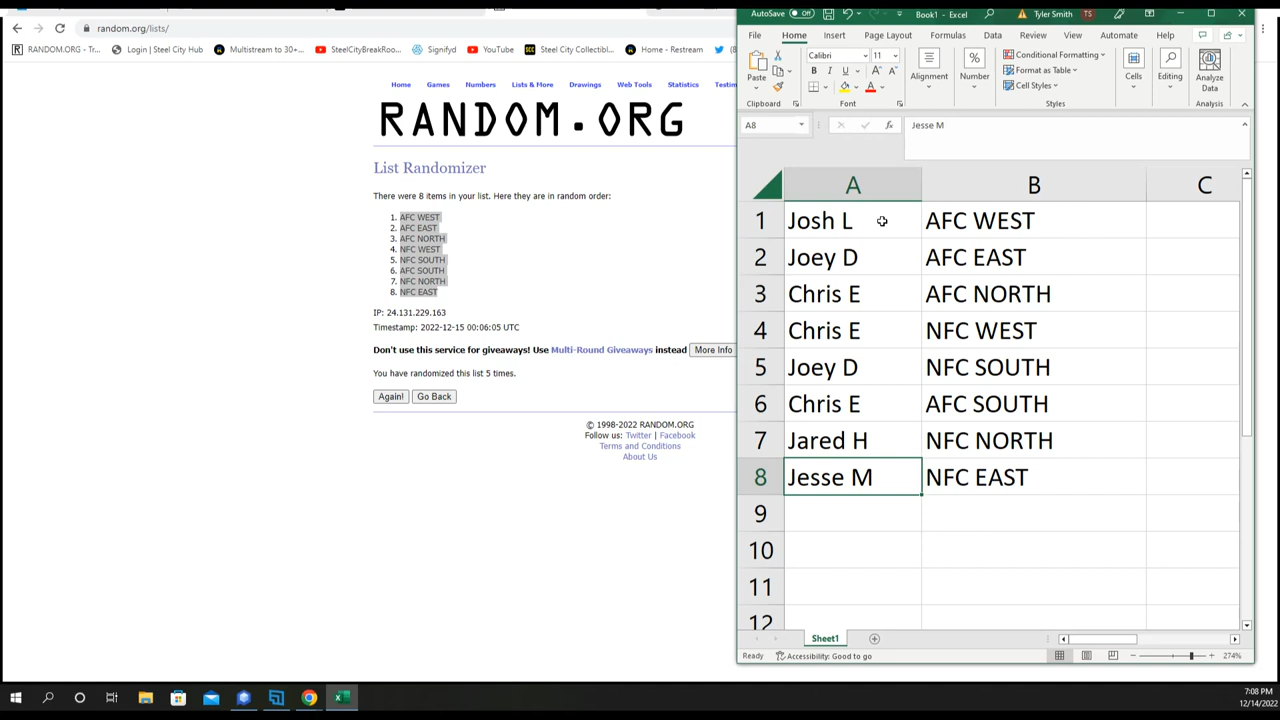 random.org/lists/
RANDOM.ORG - Tr...
Login | Steel City Hub
Multistream to 30+...
SteelCityBreakRoo...
Signifyd
YouTube
Steel City Collectibl...
Home - Restream
(8
Home Games Numbers Lists & More Drawings Web Tools Statistics Testim
RANDOM.ORG
List Randomizer
There were 8 items in your list. Here they are in random order:
1. AFC WEST
2. AFC EAST
3. AFC NORTH
4. NFC WEST
5. NFC SOUTH
6. AFC SOUTH
7. NFC NORTH
8. NFC EAST
IP: 24.131.229.163
Timestamp: 2022-12-15 00:06:05 UTC
Don't use this service for giveaways! Use Multi-Round Giveaways instead More Info
You have randomized this list 5 times.
Again! Go Back
© 1998-2022 RANDOM.ORG
Follow us: Twitter | Facebook
Terms and Conditions
About Us
AutoSave Off Book1 - Excel Tyler Smith TS
File Home Insert Page Layout Formulas Data Review View Automate Help
Paste
Clipboard
Calibri 11
B I U A A
A
Font
Alignment
Number
Conditional Formatting
Format as Table
Cell Styles
Styles
Cells
Editing
Analyze Data
Analysis
A8 fx Jesse M
A B C
1 Josh L AFC WEST
2 Joey D AFC EAST
3 Chris E AFC NORTH
4 Chris E NFC WEST
5 Joey D NFC SOUTH
6 Chris E AFC SOUTH
7 Jared H NFC NORTH
8 Jesse M NFC EAST
9
10
11
12
Sheet1
Ready Accessibility: Good to go 274%
7:08 PM
12/14/2022